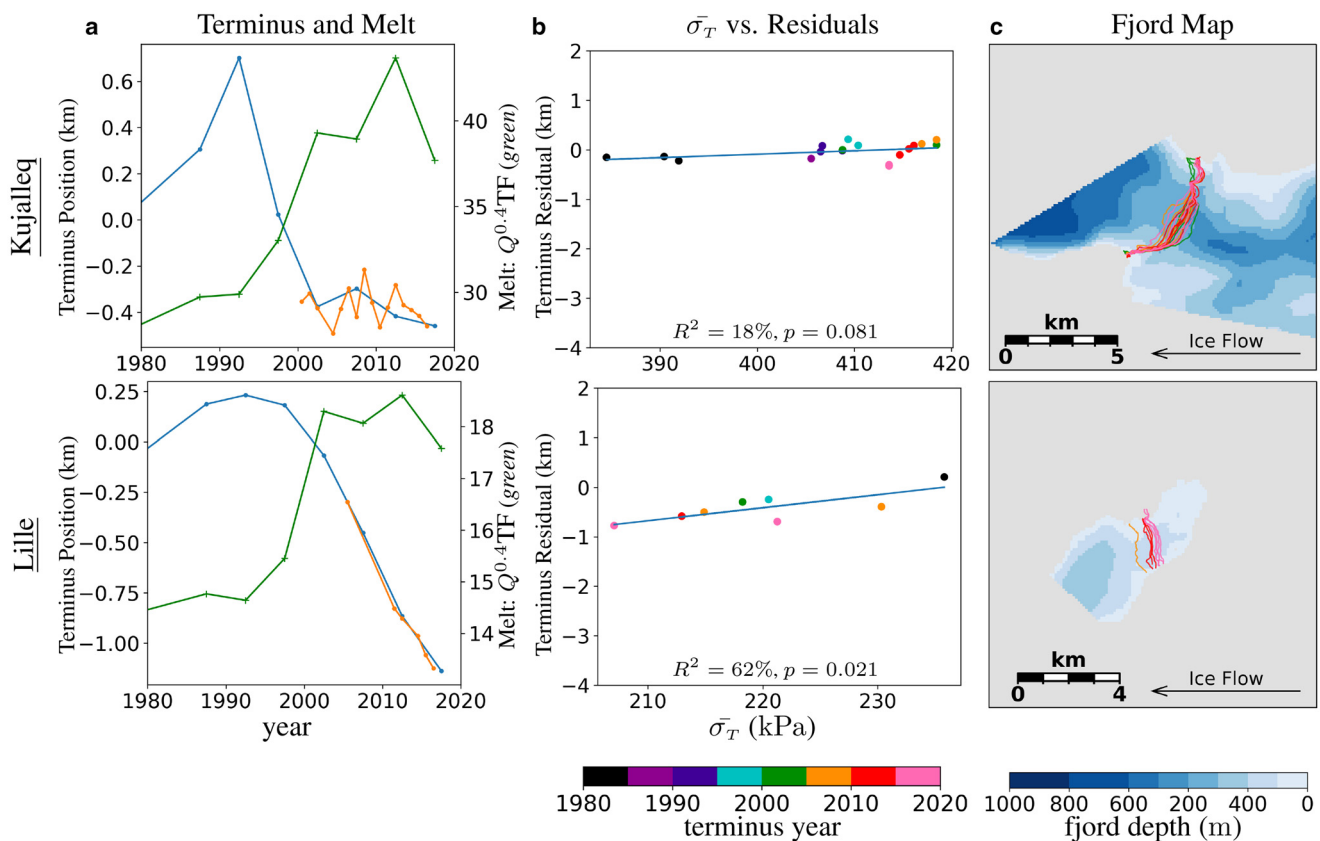 a Terminus and Melt
b σ̄_T vs. Residuals
c Fjord Map
Kujalleq
Terminus Position (km)
0.6
0.4
0.2
0.0
−0.2
−0.4
40
35
30
Melt: Q^0.4TF (green)
1980 1990 2000 2010 2020
Terminus Residual (km)
2
1
0
−1
−2
−3
−4
R² = 18%, p = 0.081
390 400 410 420
km
0 5
Ice Flow
Lille
Terminus Position (km)
0.25
0.00
−0.25
−0.50
−0.75
−1.00
18
17
16
15
14
Melt: Q^0.4TF (green)
1980 1990 2000 2010 2020
year
Terminus Residual (km)
2
1
0
−1
−2
−3
−4
R² = 62%, p = 0.021
210 220 230
σ̄_T (kPa)
km
0 4
Ice Flow
1980 1990 2000 2010 2020
terminus year
1000 800 600 200 400 0
fjord depth (m)